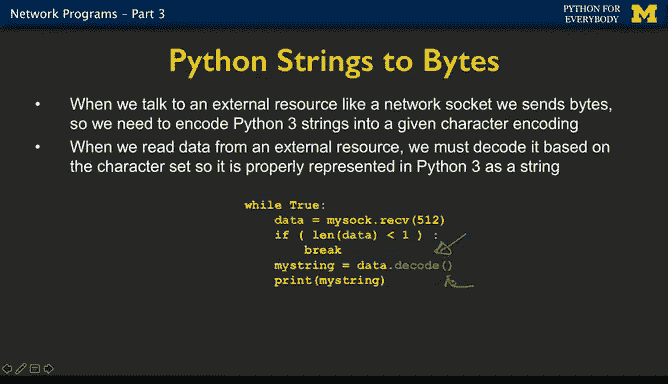 Network Programs - Part 3
PYTHON FOR
EVERYBODY
M
Python Strings to Bytes
• When we talk to an external resource like a network socket we sends bytes,
so we need to encode Python 3 strings into a given character encoding
• When we read data from an external resource, we must decode it based on
the character set so it is properly represented in Python 3 as a string
while True:
data = mysock.recv(512)
if ( len(data) < 1 ) :
break
mystring = data.decode()
print(mystring)